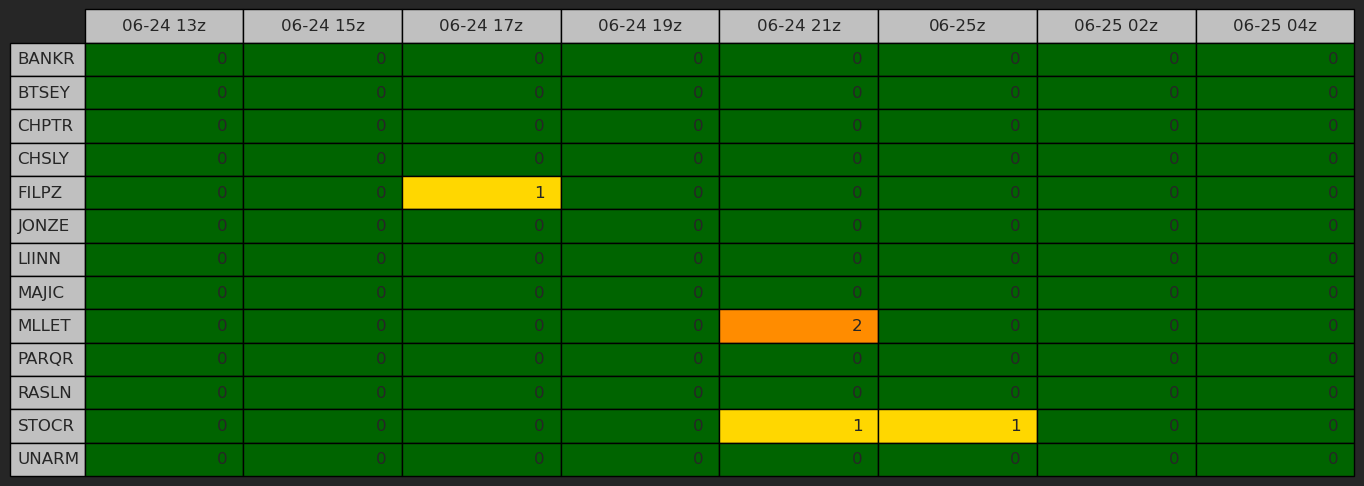 06-24 13z 06-24 15z 06-24 17z 06-24 19z 06-24 21z 06-25z 06-25 02z 06-25 04z
BANKR 0 0 0 0 0 0 0 0
BTSEY 0 0 0 0 0 0 0 0
CHPTR 0 0 0 0 0 0 0 0
CHSLY 0 0 0 0 0 0 0 0
FILPZ 0 0 1 0 0 0 0 0
JONZE 0 0 0 0 0 0 0 0
LIINN 0 0 0 0 0 0 0 0
MAJIC 0 0 0 0 0 0 0 0
MLLET 0 0 0 0 2 0 0 0
PARQR 0 0 0 0 0 0 0 0
RASLN 0 0 0 0 0 0 0 0
STOCR 0 0 0 0 1 1 0 0
UNARM 0 0 0 0 0 0 0 0